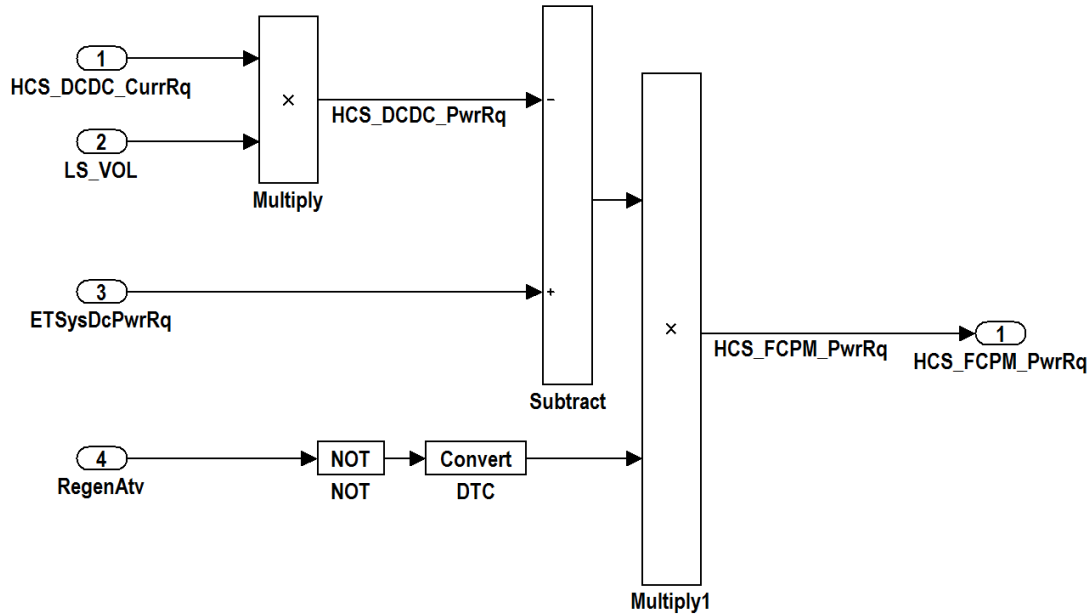 1
HCS_DCDC_CurrRq
2
LS_VOL
×
Multiply
HCS_DCDC_PwrRq
−
+
Subtract
3
ETSysDcPwrRq
4
RegenAtv
NOT
NOT
Convert
DTC
×
Multiply1
HCS_FCPM_PwrRq
1
HCS_FCPM_PwrRq